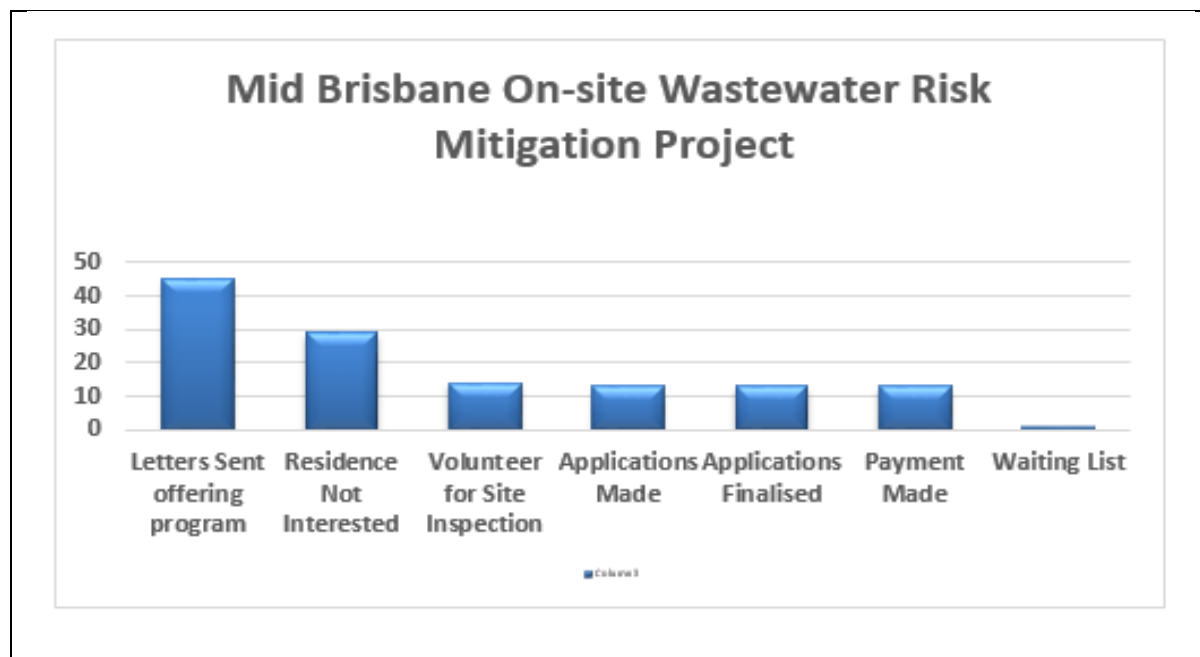 Mid Brisbane On-site Wastewater Risk
Mitigation Project
50
40
30
20
10
0
Letters Sent
offering
program
Residence
Not
Interested
Volunteer
for Site
Inspection
Applications
Made
Applications
Finalised
Payment
Made
Waiting List